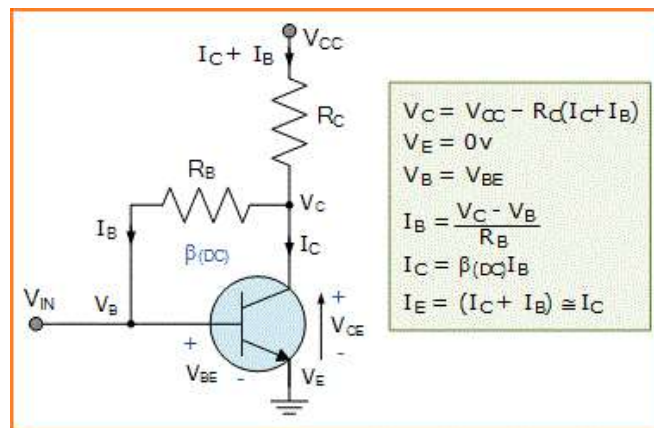 V_CC
I_C + I_B
R_C
R_B
V_C
I_B
β(DC)
I_C
V_IN
V_B
+
+
V_CE
-
V_BE
-
V_E
V_C = V_CC - R_C(I_C+I_B)
V_E = 0v
V_B = V_BE
I_B = V_C - V_B / R_B
I_C = β(DC)I_B
I_E = (I_C + I_B) ≅ I_C